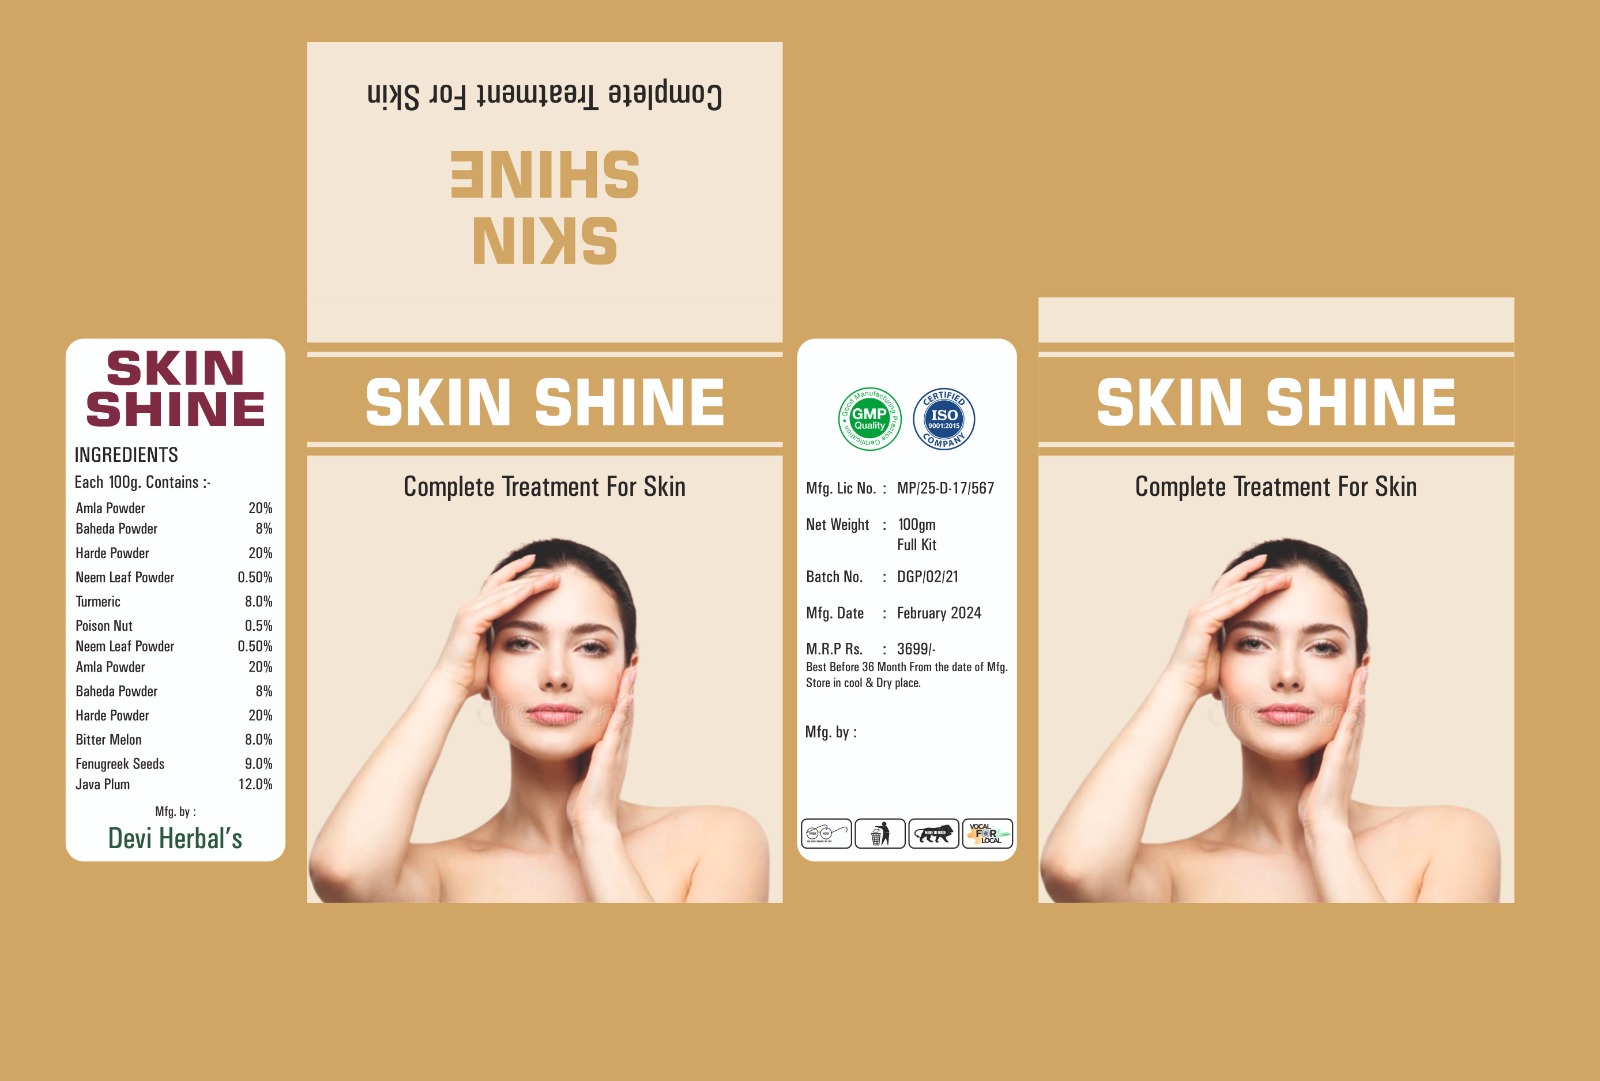 Complete Treatment For Skin
SKIN
SHINE
SKIN
SHINE
INGREDIENTS
Each 100g. Contains :-
Amla Powder 20%
Baheda Powder 8%
Harde Powder 20%
Neem Leaf Powder 0.50%
Turmeric 8.0%
Poison Nut 0.5%
Neem Leaf Powder 0.50%
Amla Powder 20%
Baheda Powder 8%
Harde Powder 20%
Bitter Melon 8.0%
Fenugreek Seeds 9.0%
Java Plum 12.0%
Mfg. by :
Devi Herbal's
SKIN SHINE
Complete Treatment For Skin
Good Manufacturing Practice Certification
GMP
Quality
CERTIFIED
ISO
9001:2015
COMPANY
Mfg. Lic No. : MP/25-D-17/567
Net Weight : 100gm
Full Kit
Batch No. : DGP/02/21
Mfg. Date : February 2024
M.R.P Rs. : 3699/-
Best Before 36 Month From the date of Mfg.
Store in cool & Dry place.
Mfg. by :
VOCAL
FOR
LOCAL
SKIN SHINE
Complete Treatment For Skin